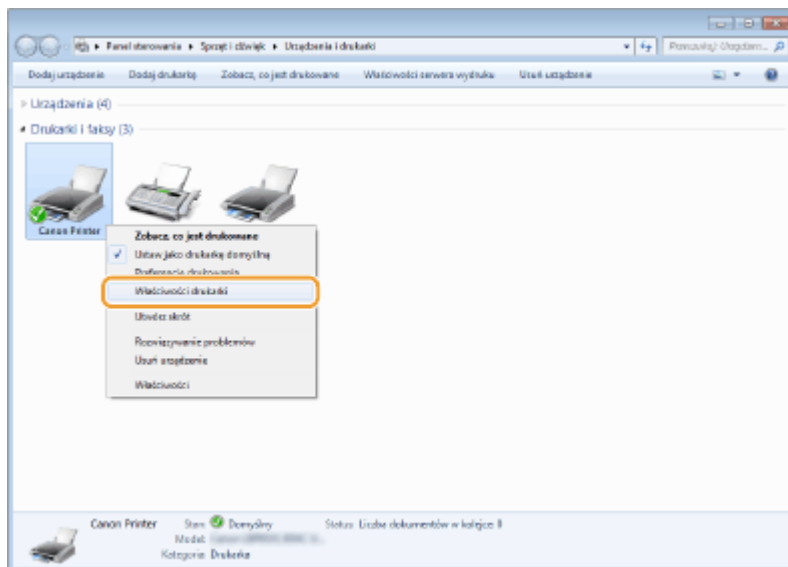 Panel sterowania ▸ Sprzęt i dźwięk ▸ Urządzenia i drukarki
Przeszukaj: Urządzen...
Dodaj urządzenie Dodaj drukarkę Zobacz, co jest drukowane Właściwości serwera wydruku Usuń urządzenie
Urządzenia (4)
Drukarki i faksy (3)
Canon Printer
Zobacz, co jest drukowane
Ustaw jako drukarkę domyślną
Preferencje drukowania
Właściwości drukarki
Utwórz skrót
Rozwiązywanie problemów
Usuń urządzenie
Właściwości
Canon Printer Stan: Domyślny Status: Liczba dokumentów w kolejce: 0
Model:
Kategoria: Drukarka